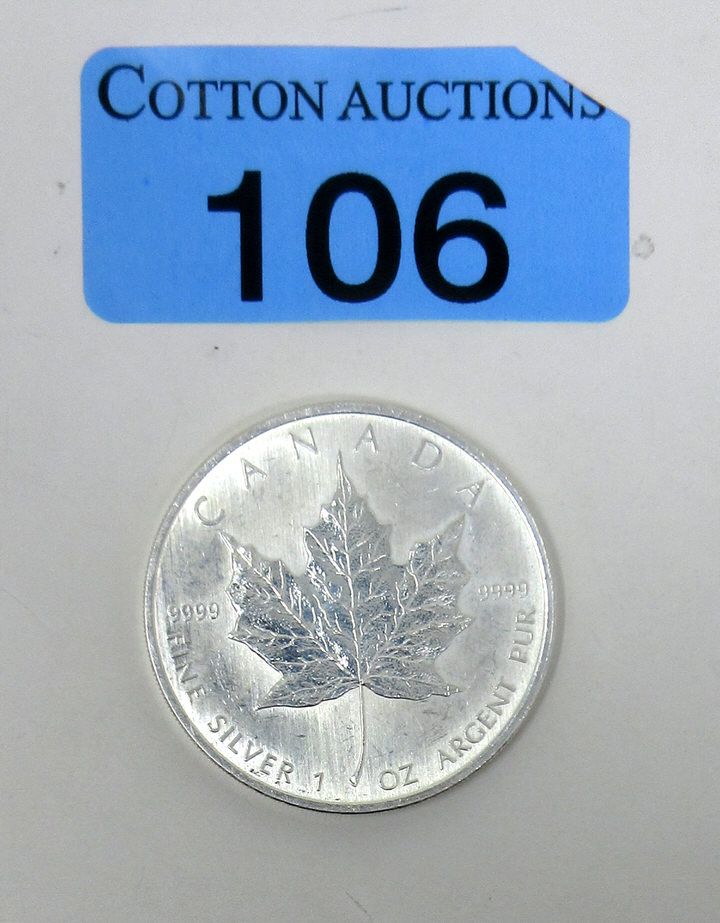 COTTON AUCTIONS
106
CANADA
9999
9999
FINE SILVER 1 OZ ARGENT PUR